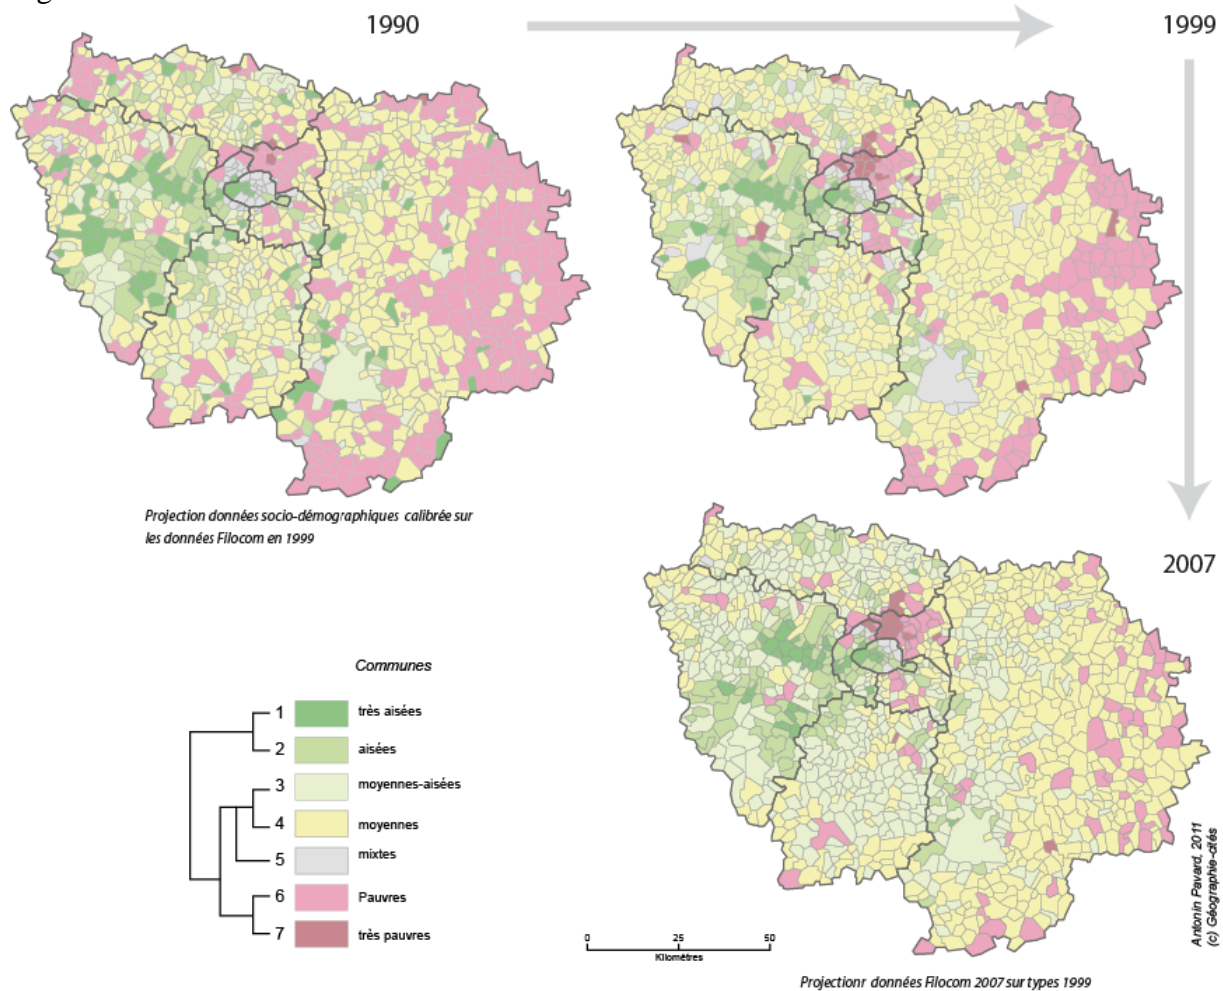 1990
1999
Projection données socio-démographiques calibrée sur
les données Filocom en 1999
2007
Communes
1 très aisées
2 aisées
3 moyennes-aisées
4 moyennes
5 mixtes
6 Pauvres
7 très pauvres
0 25 50
Kilomètres
Antonin Pavard, 2011
(c) Géographie-cités
Projectionr données Filocom 2007 sur types 1999